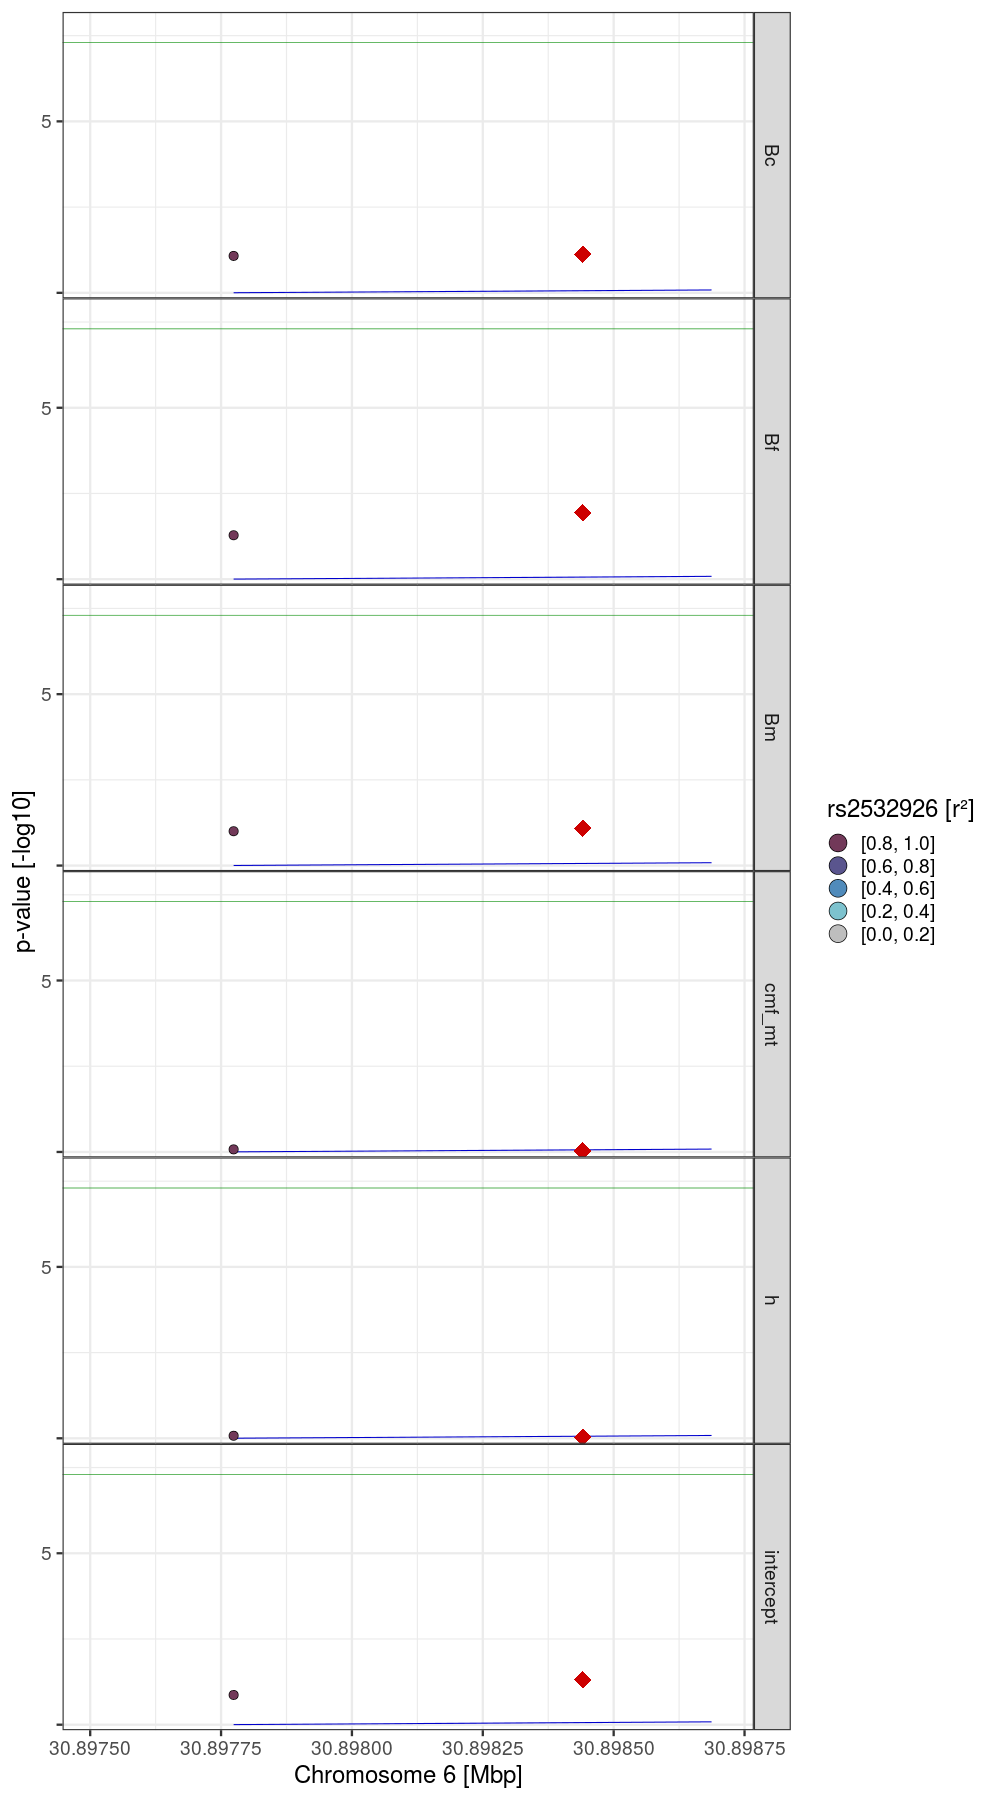 5
Bc
5
Bf
5
Bm
5
cmf_mt
5
h
5
intercept
p-value [-log10]
30.89750 30.89775 30.89800 30.89825 30.89850 30.89875
Chromosome 6 [Mbp]
rs2532926 [r²]
[0.8, 1.0]
[0.6, 0.8]
[0.4, 0.6]
[0.2, 0.4]
[0.0, 0.2]